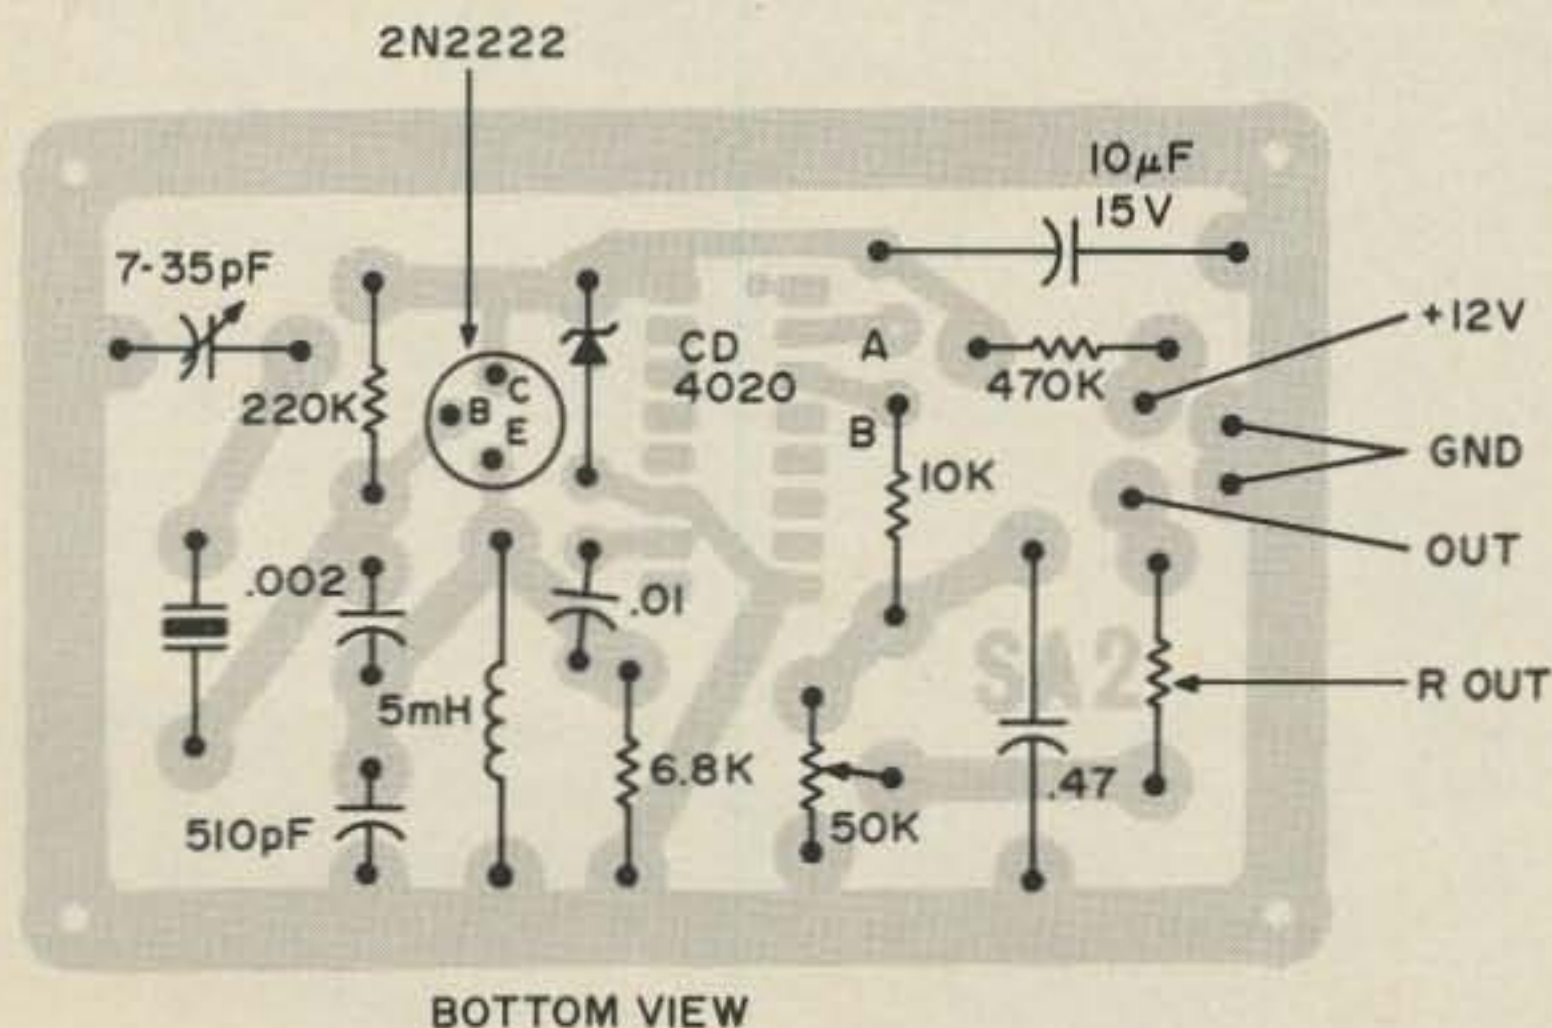 2N2222
10µF
15V
7-35pF
+12V
CD
4020
A
470K
220K
C
B
E
B
GND
10K
OUT
.002
.01
SA2
R OUT
5mH
6.8K
.47
510pF
50K
BOTTOM VIEW